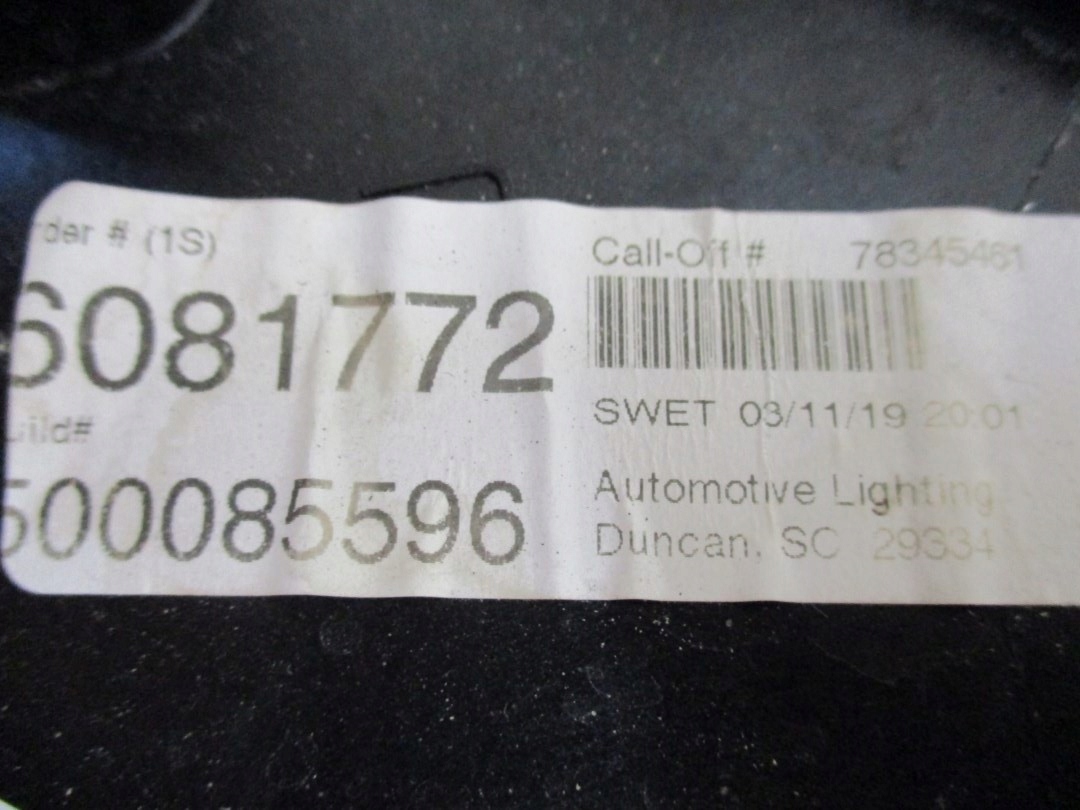 rder # (1S)
6081772
uild#
500085596
Call-Off # 78345481
SWET 03/11/19 20:01
Automotive Lighting
Duncan, SC 29334